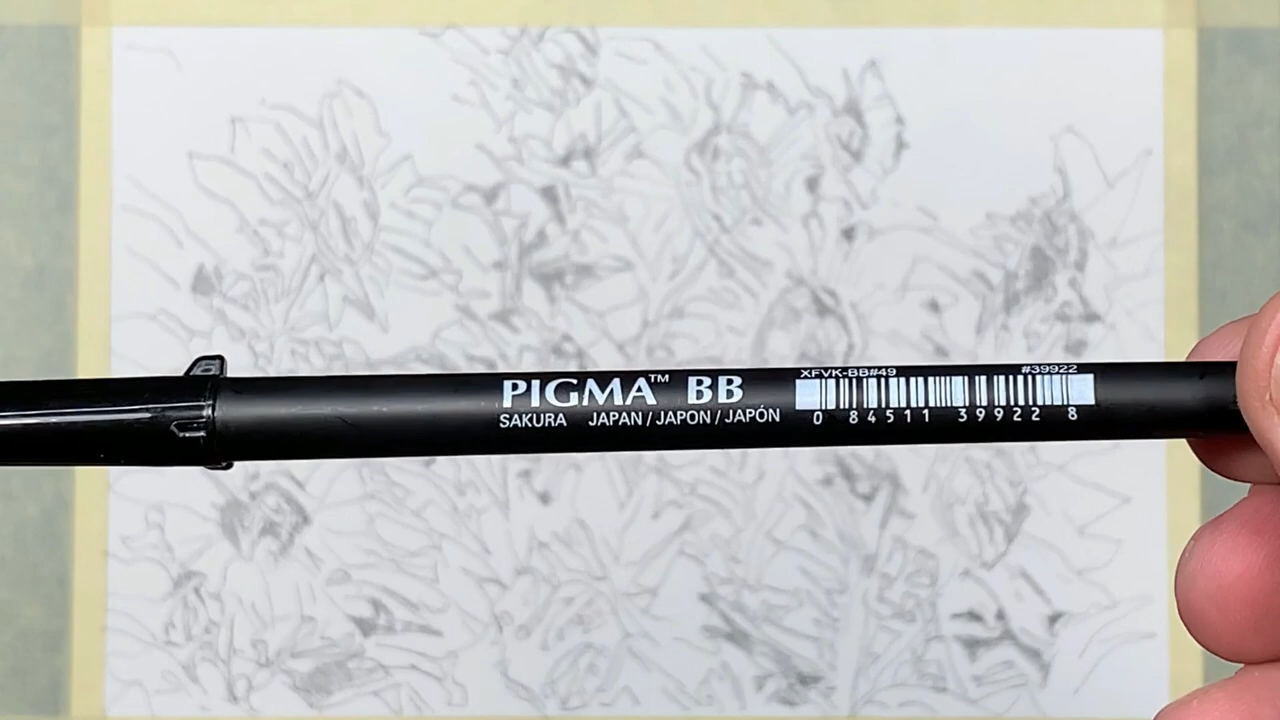 PIGMA™ BB
SAKURA JAPAN / JAPON / JAPÓN
XFVK-BB#49 #39922
0 84511 39922 8